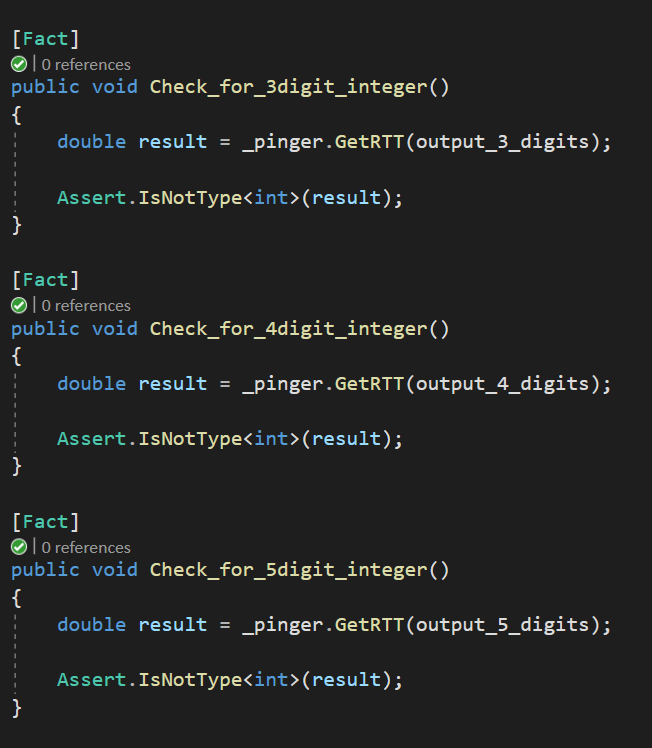 [Fact]
0 references
public void Check_for_3digit_integer()
{
double result = _pinger.GetRTT(output_3_digits);
Assert.IsNotType<int>(result);
}
[Fact]
0 references
public void Check_for_4digit_integer()
{
double result = _pinger.GetRTT(output_4_digits);
Assert.IsNotType<int>(result);
}
[Fact]
0 references
public void Check_for_5digit_integer()
{
double result = _pinger.GetRTT(output_5_digits);
Assert.IsNotType<int>(result);
}